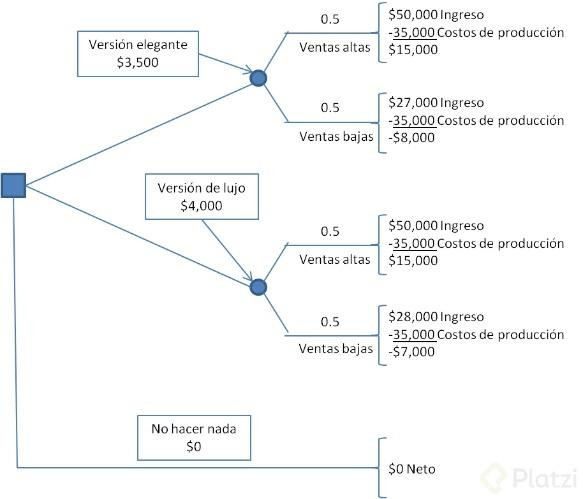 0.5
$50,000 Ingreso
-35,000 Costos de producción
Ventas altas
$15,000
Versión elegante
$3,500
0.5
$27,000 Ingreso
-35,000 Costos de producción
Ventas bajas
-$8,000
Versión de lujo
$4,000
0.5
$50,000 Ingreso
-35,000 Costos de producción
Ventas altas
$15,000
0.5
$28,000 Ingreso
-35,000 Costos de producción
Ventas bajas
-$7,000
No hacer nada
$0
$0 Neto
Platzi